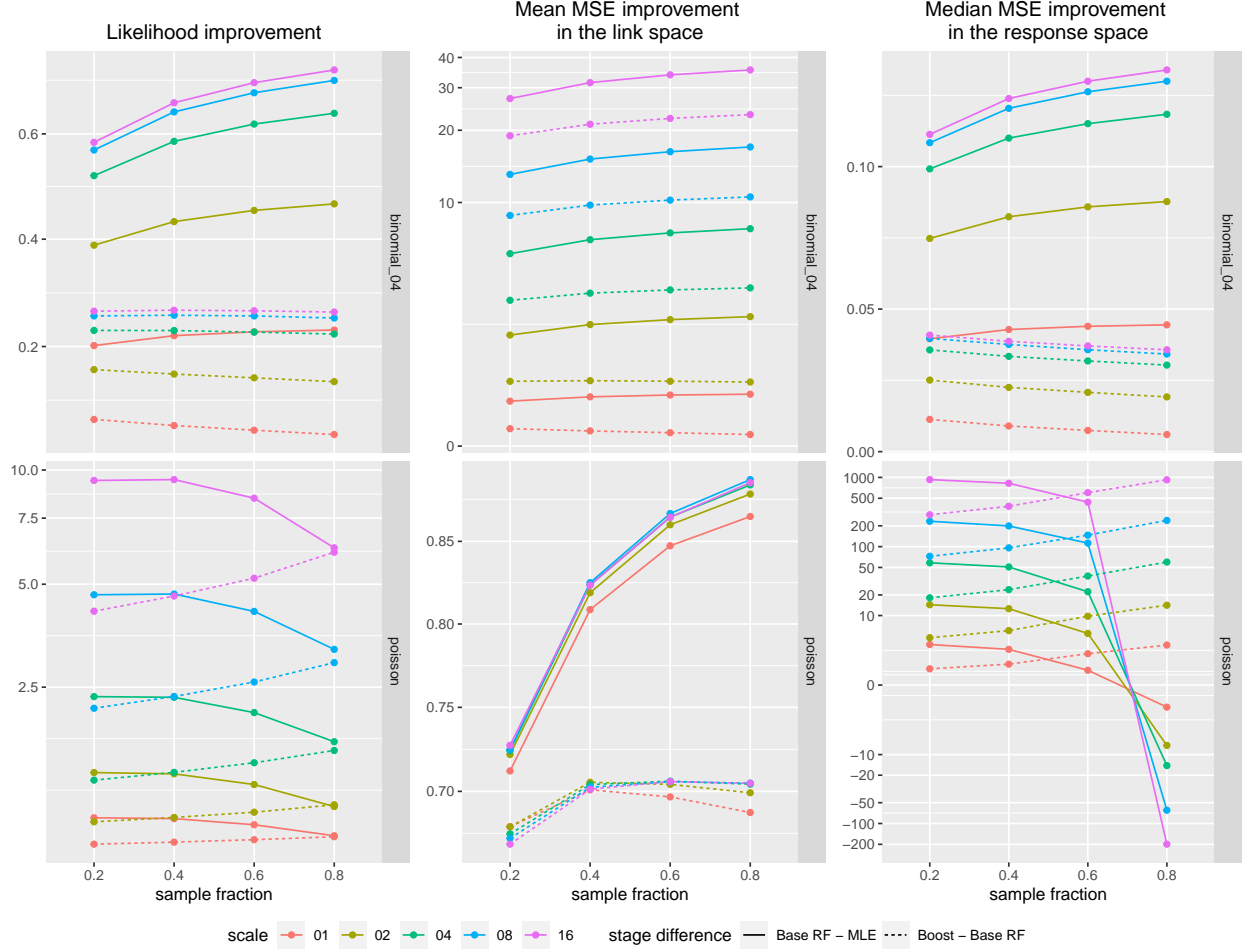 Likelihood improvement
Mean MSE improvement
in the link space
Median MSE improvement
in the response space
0.6
0.4
0.2
binomial_04
40
30
20
10
0
binomial_04
0.10
0.05
0.00
binomial_04
10.0
7.5
5.0
2.5
poisson
0.85
0.80
0.75
0.70
poisson
1000
500
200
100
50
20
10
0
−10
−20
−50
−100
−200
poisson
0.2 0.4 0.6 0.8
sample fraction
0.2 0.4 0.6 0.8
sample fraction
0.2 0.4 0.6 0.8
sample fraction
scale 01 02 04 08 16 stage difference Base RF − MLE Boost − Base RF